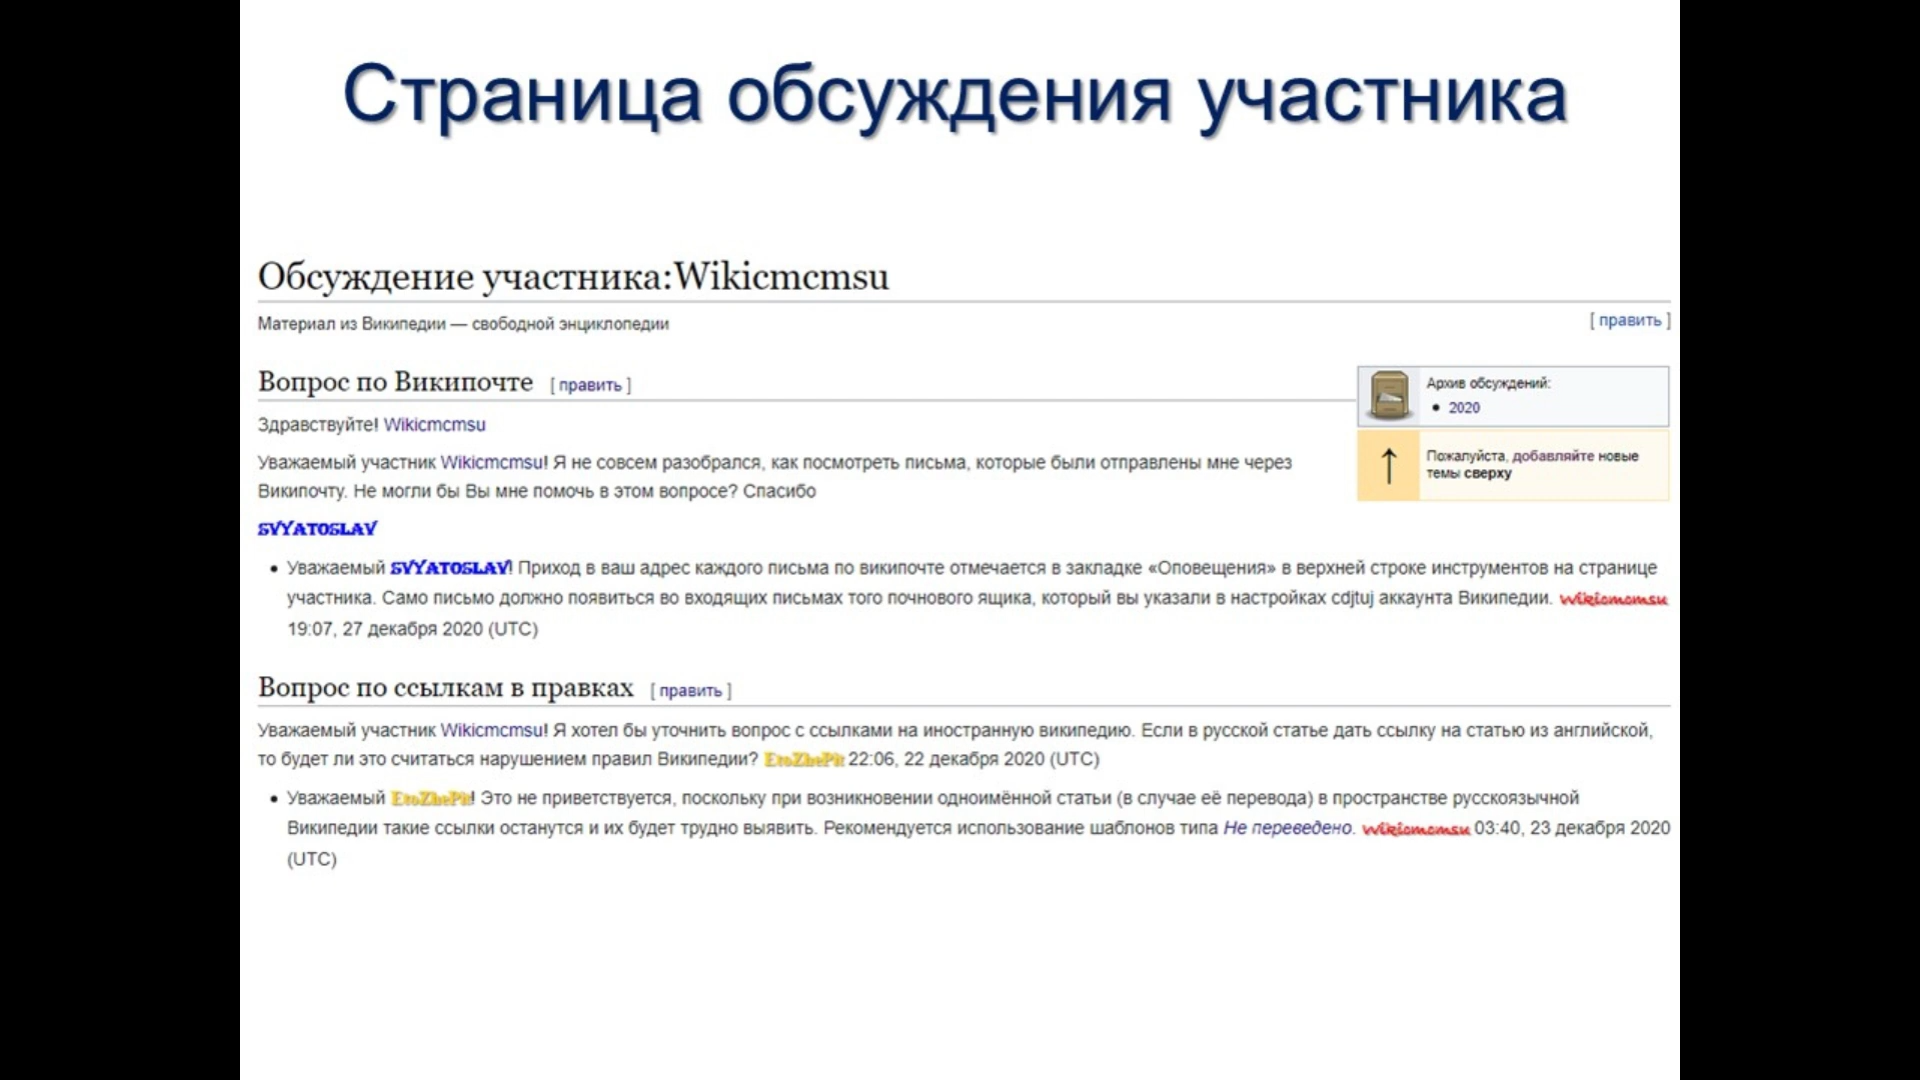 Страница обсуждения участника
Обсуждение участника:Wikicmcmsu
Материал из Википедии — свободной энциклопедии
[ править ]
Вопрос по Википочте [ править ]
Архив обсуждений:
• 2020
Здравствуйте! Wikicmcmsu
Пожалуйста, добавляйте новые
темы сверху
Уважаемый участник Wikicmcmsu! Я не совсем разобрался, как посмотреть письма, которые были отправлены мне через
Википочту. Не могли бы Вы мне помочь в этом вопросе? Спасибо
SVYATOSLAV
• Уважаемый SVYATOSLAV! Приход в ваш адрес каждого письма по википочте отмечается в закладке «Оповещения» в верхней строке инструментов на странице
участника. Само письмо должно появиться во входящих письмах того почнового ящика, который вы указали в настройках cdjtuj аккаунта Википедии. Wikicmcmsu
19:07, 27 декабря 2020 (UTC)
Вопрос по ссылкам в правках [ править ]
Уважаемый участник Wikicmcmsu! Я хотел бы уточнить вопрос с ссылками на иностранную википедию. Если в русской статье дать ссылку на статью из английской,
то будет ли это считаться нарушением правил Википедии? EtoZhePit 22:06, 22 декабря 2020 (UTC)
• Уважаемый EtoZhePit! Это не приветствуется, поскольку при возникновении одноимённой статьи (в случае её перевода) в пространстве русскоязычной
Википедии такие ссылки останутся и их будет трудно выявить. Рекомендуется использование шаблонов типа Не переведено. Wikicmcmsu 03:40, 23 декабря 2020
(UTC)